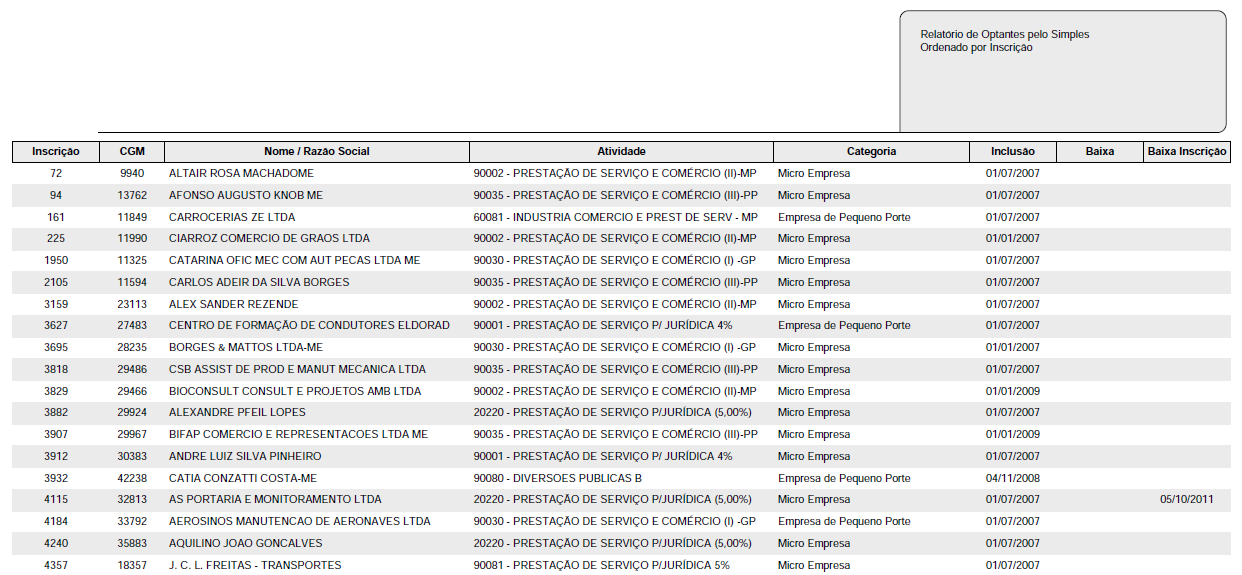 Relatório de Optantes pelo Simples
Ordenado por Inscrição
Inscrição CGM Nome / Razão Social Atividade Categoria Inclusão Baixa Baixa Inscrição
72 9940 ALTAIR ROSA MACHADOME 90002 - PRESTAÇÃO DE SERVIÇO E COMÉRCIO (II)-MP Micro Empresa 01/07/2007
94 13762 AFONSO AUGUSTO KNOB ME 90035 - PRESTAÇÃO DE SERVIÇO E COMÉRCIO (III)-PP Micro Empresa 01/07/2007
161 11849 CARROCERIAS ZE LTDA 60081 - INDUSTRIA COMERCIO E PREST DE SERV - MP Empresa de Pequeno Porte 01/07/2007
225 11990 CIARROZ COMERCIO DE GRAOS LTDA 90002 - PRESTAÇÃO DE SERVIÇO E COMÉRCIO (II)-MP Micro Empresa 01/01/2007
1950 11325 CATARINA OFIC MEC COM AUT PECAS LTDA ME 90030 - PRESTAÇÃO DE SERVIÇO E COMÉRCIO (I) -GP Micro Empresa 01/07/2007
2105 11594 CARLOS ADEIR DA SILVA BORGES 90035 - PRESTAÇÃO DE SERVIÇO E COMÉRCIO (III)-PP Micro Empresa 01/07/2007
3159 23113 ALEX SANDER REZENDE 90002 - PRESTAÇÃO DE SERVIÇO E COMÉRCIO (II)-MP Micro Empresa 01/07/2007
3627 27483 CENTRO DE FORMAÇÃO DE CONDUTORES ELDORAD 90001 - PRESTAÇÃO DE SERVIÇO P/ JURÍDICA 4% Empresa de Pequeno Porte 01/07/2007
3695 28235 BORGES & MATTOS LTDA-ME 90030 - PRESTAÇÃO DE SERVIÇO E COMÉRCIO (I) -GP Micro Empresa 01/01/2007
3818 29486 CSB ASSIST DE PROD E MANUT MECANICA LTDA 90035 - PRESTAÇÃO DE SERVIÇO E COMÉRCIO (III)-PP Micro Empresa 01/07/2007
3829 29466 BIOCONSULT CONSULT E PROJETOS AMB LTDA 90002 - PRESTAÇÃO DE SERVIÇO E COMÉRCIO (II)-MP Micro Empresa 01/01/2009
3882 29924 ALEXANDRE PFEIL LOPES 20220 - PRESTAÇÃO DE SERVIÇO P/JURÍDICA (5,00%) Micro Empresa 01/07/2007
3907 29967 BIFAP COMERCIO E REPRESENTACOES LTDA ME 90035 - PRESTAÇÃO DE SERVIÇO E COMÉRCIO (III)-PP Micro Empresa 01/01/2009
3912 30383 ANDRE LUIZ SILVA PINHEIRO 90001 - PRESTAÇÃO DE SERVIÇO P/ JURÍDICA 4% Micro Empresa 01/07/2007
3932 42238 CATIA CONZATTI COSTA-ME 90080 - DIVERSOES PUBLICAS B Empresa de Pequeno Porte 04/11/2008
4115 32813 AS PORTARIA E MONITORAMENTO LTDA 20220 - PRESTAÇÃO DE SERVIÇO P/JURÍDICA (5,00%) Micro Empresa 01/07/2007 05/10/2011
4184 33792 AEROSINOS MANUTENCAO DE AERONAVES LTDA 90030 - PRESTAÇÃO DE SERVIÇO E COMÉRCIO (I) -GP Empresa de Pequeno Porte 01/07/2007
4240 35883 AQUILINO JOAO GONCALVES 20220 - PRESTAÇÃO DE SERVIÇO P/JURÍDICA (5,00%) Micro Empresa 01/07/2007
4357 18357 J. C. L. FREITAS - TRANSPORTES 90081 - PRESTAÇÃO DE SERVIÇO P/JURÍDICA 5% Micro Empresa 01/07/2007